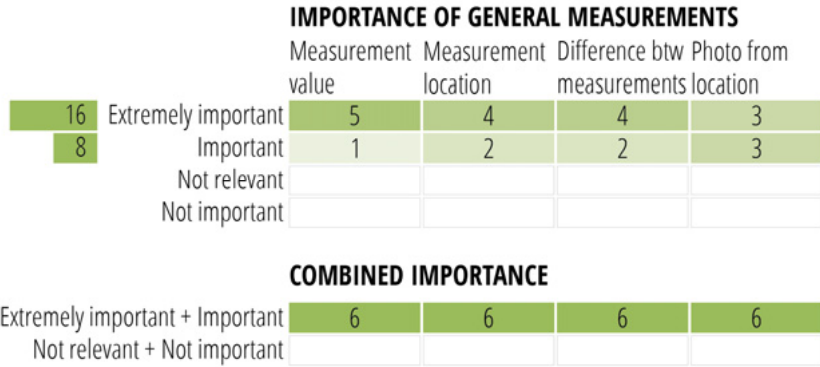 IMPORTANCE OF GENERAL MEASUREMENTS
Measurement value Measurement location Difference btw measurements Photo from location
16 Extremely important 5 4 4 3
8 Important 1 2 2 3
Not relevant
Not important
COMBINED IMPORTANCE
Extremely important + Important 6 6 6 6
Not relevant + Not important